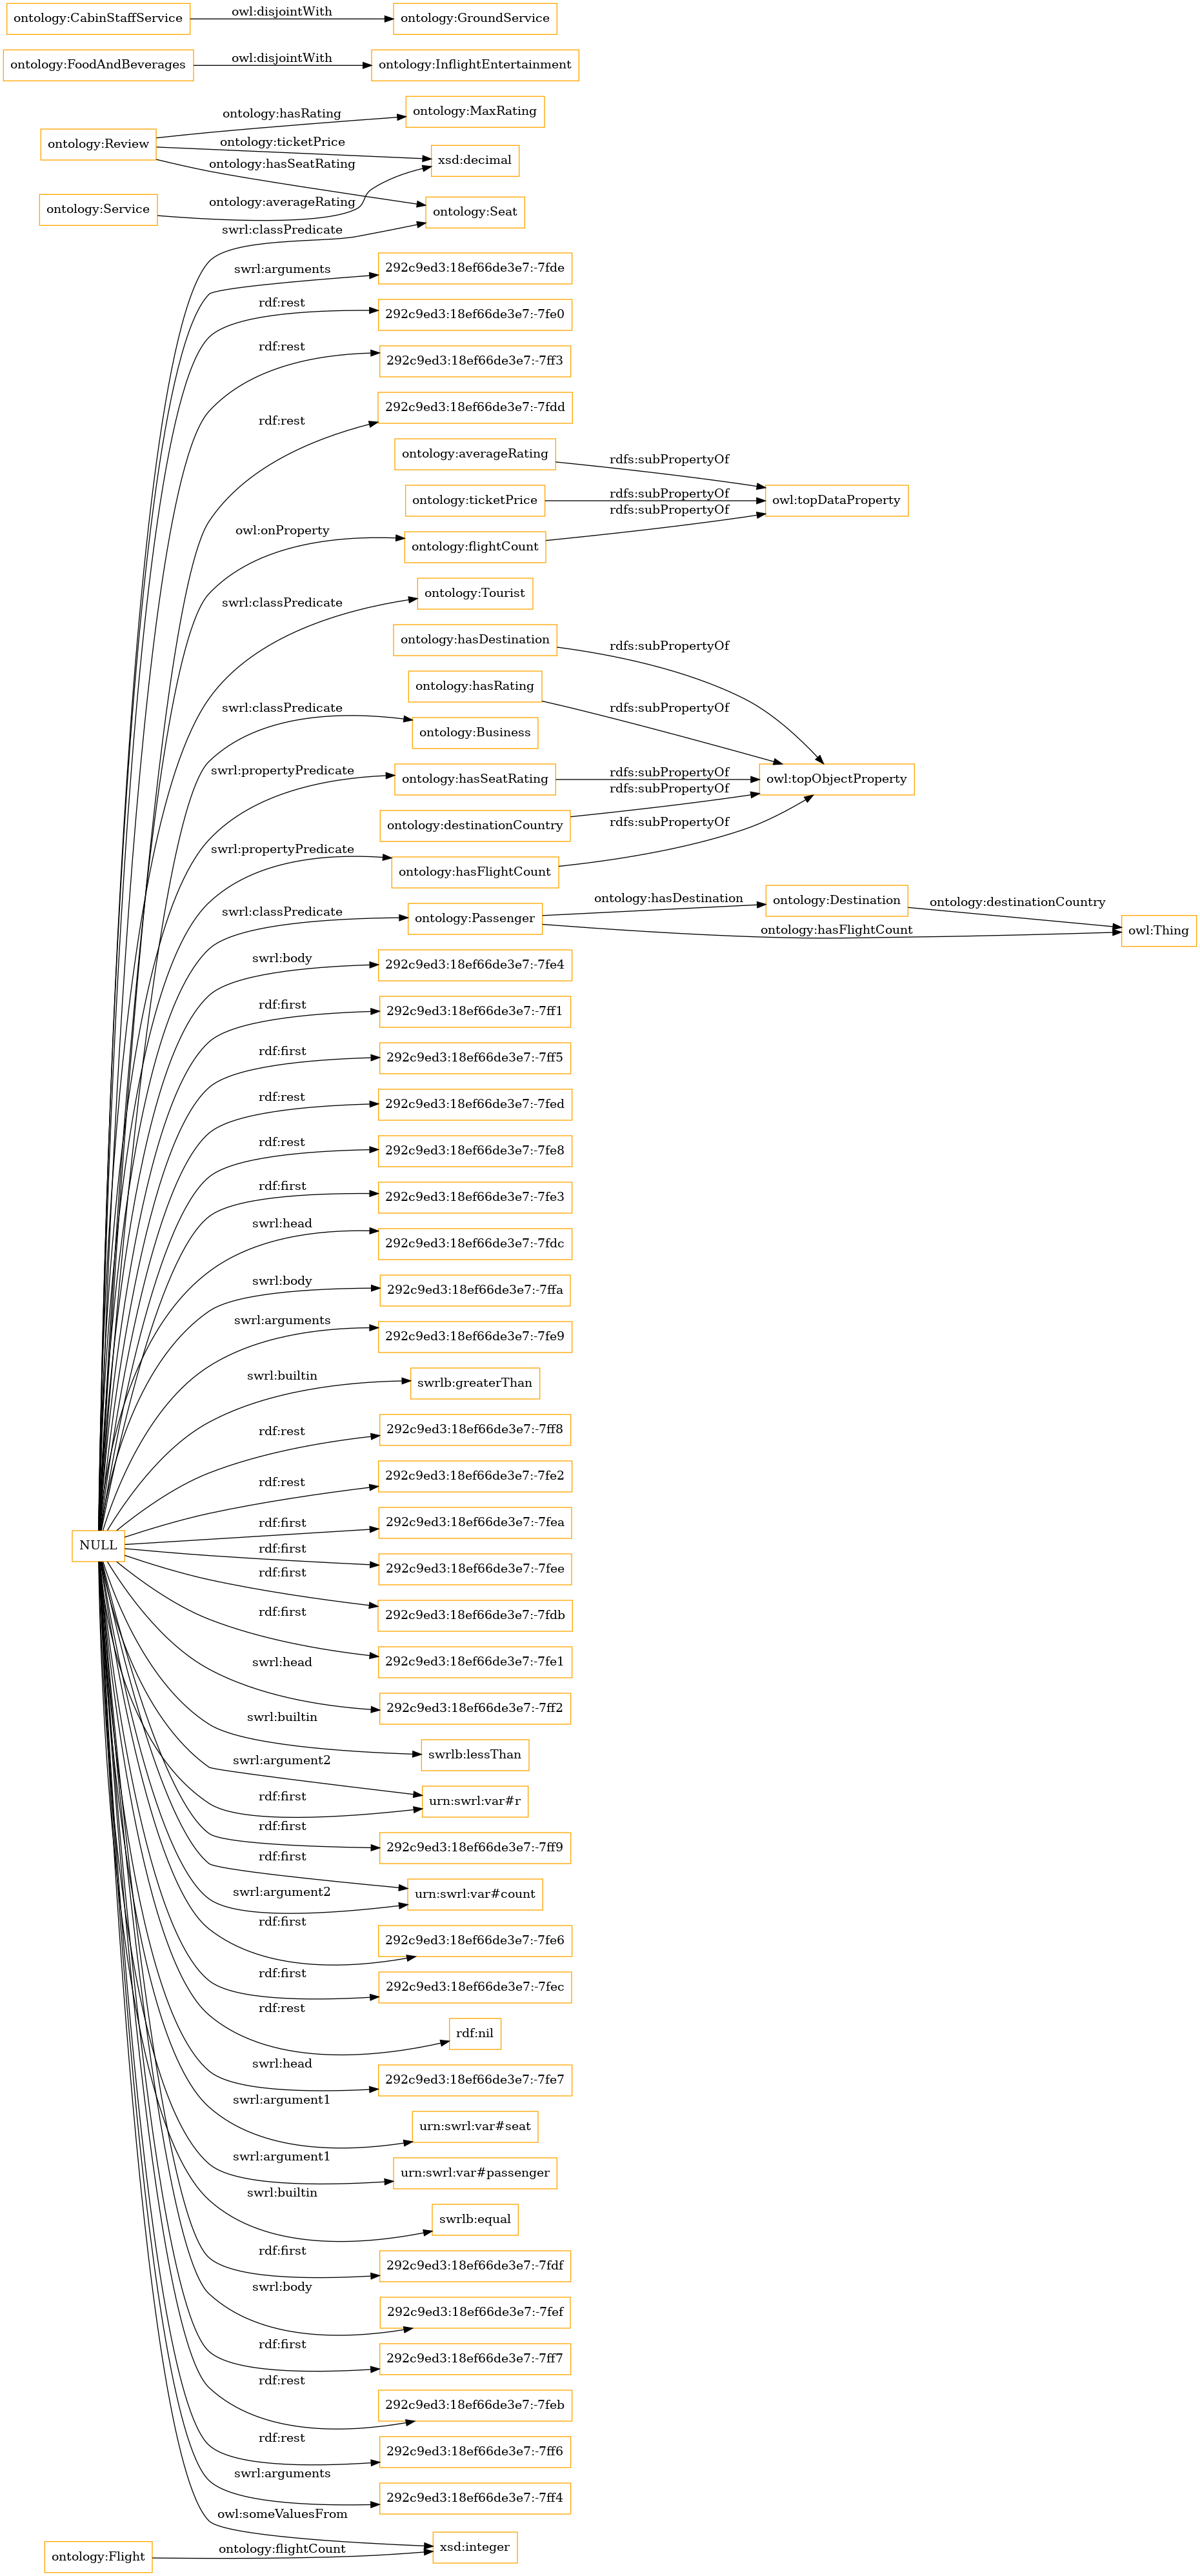 ontology:CabinStaffService
owl:disjointWith
ontology:GroundService
ontology:FoodAndBeverages
owl:disjointWith
ontology:InflightEntertainment
ontology:Review
ontology:hasRating
ontology:MaxRating
ontology:ticketPrice
xsd:decimal
ontology:hasSeatRating
ontology:Service
ontology:averageRating
ontology:Seat
swrl:classPredicate
swrl:arguments
292c9ed3:18ef66de3e7:-7fde
rdf:rest
292c9ed3:18ef66de3e7:-7fe0
rdf:rest
292c9ed3:18ef66de3e7:-7ff3
rdf:rest
292c9ed3:18ef66de3e7:-7fdd
ontology:averageRating
rdfs:subPropertyOf
ontology:ticketPrice
rdfs:subPropertyOf
owl:topDataProperty
rdfs:subPropertyOf
owl:onProperty
ontology:flightCount
swrl:classPredicate
ontology:Tourist
ontology:hasDestination
rdfs:subPropertyOf
ontology:hasRating
rdfs:subPropertyOf
swrl:classPredicate
ontology:Business
swrl:propertyPredicate
ontology:hasSeatRating
rdfs:subPropertyOf
owl:topObjectProperty
rdfs:subPropertyOf
ontology:destinationCountry
rdfs:subPropertyOf
swrl:propertyPredicate
ontology:hasFlightCount
swrl:classPredicate
ontology:Passenger
ontology:hasDestination
ontology:Destination
ontology:destinationCountry
ontology:hasFlightCount
owl:Thing
swrl:body
292c9ed3:18ef66de3e7:-7fe4
rdf:first
292c9ed3:18ef66de3e7:-7ff1
rdf:first
292c9ed3:18ef66de3e7:-7ff5
rdf:rest
292c9ed3:18ef66de3e7:-7fed
rdf:rest
292c9ed3:18ef66de3e7:-7fe8
rdf:first
292c9ed3:18ef66de3e7:-7fe3
swrl:head
292c9ed3:18ef66de3e7:-7fdc
swrl:body
292c9ed3:18ef66de3e7:-7ffa
swrl:arguments
292c9ed3:18ef66de3e7:-7fe9
swrl:builtin
swrlb:greaterThan
rdf:rest
292c9ed3:18ef66de3e7:-7ff8
rdf:rest
292c9ed3:18ef66de3e7:-7fe2
rdf:first
292c9ed3:18ef66de3e7:-7fea
NULL
rdf:first
292c9ed3:18ef66de3e7:-7fee
rdf:first
292c9ed3:18ef66de3e7:-7fdb
rdf:first
292c9ed3:18ef66de3e7:-7fe1
swrl:head
292c9ed3:18ef66de3e7:-7ff2
swrl:builtin
swrlb:lessThan
swrl:argument2
rdf:first
urn:swrl:var#r
rdf:first
292c9ed3:18ef66de3e7:-7ff9
rdf:first
swrl:argument2
urn:swrl:var#count
rdf:first
292c9ed3:18ef66de3e7:-7fe6
rdf:first
292c9ed3:18ef66de3e7:-7fec
rdf:rest
rdf:nil
swrl:head
292c9ed3:18ef66de3e7:-7fe7
swrl:argument1
urn:swrl:var#seat
swrl:argument1
urn:swrl:var#passenger
swrl:builtin
swrlb:equal
rdf:first
292c9ed3:18ef66de3e7:-7fdf
swrl:body
292c9ed3:18ef66de3e7:-7fef
rdf:first
292c9ed3:18ef66de3e7:-7ff7
rdf:rest
292c9ed3:18ef66de3e7:-7feb
rdf:rest
292c9ed3:18ef66de3e7:-7ff6
swrl:arguments
292c9ed3:18ef66de3e7:-7ff4
owl:someValuesFrom
xsd:integer
ontology:Flight
ontology:flightCount